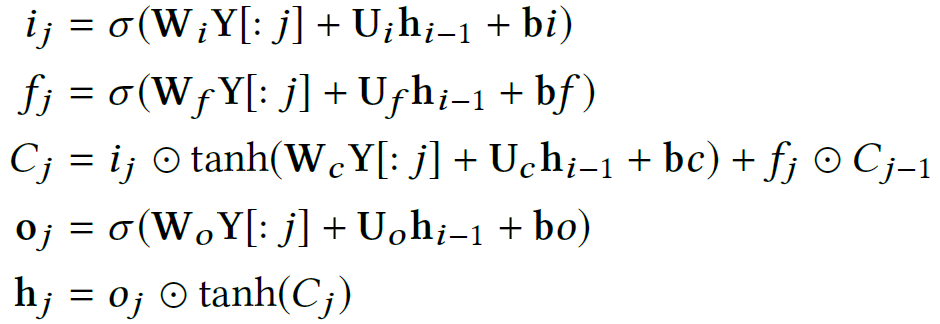 i_j = σ(W_i Y[: j] + U_i h_{i−1} + bi)
f_j = σ(W_f Y[: j] + U_f h_{i−1} + bf)
C_j = i_j ⊙ tanh(W_c Y[: j] + U_c h_{i−1} + bc) + f_j ⊙ C_{j−1}
o_j = σ(W_o Y[: j] + U_o h_{i−1} + bo)
h_j = o_j ⊙ tanh(C_j)